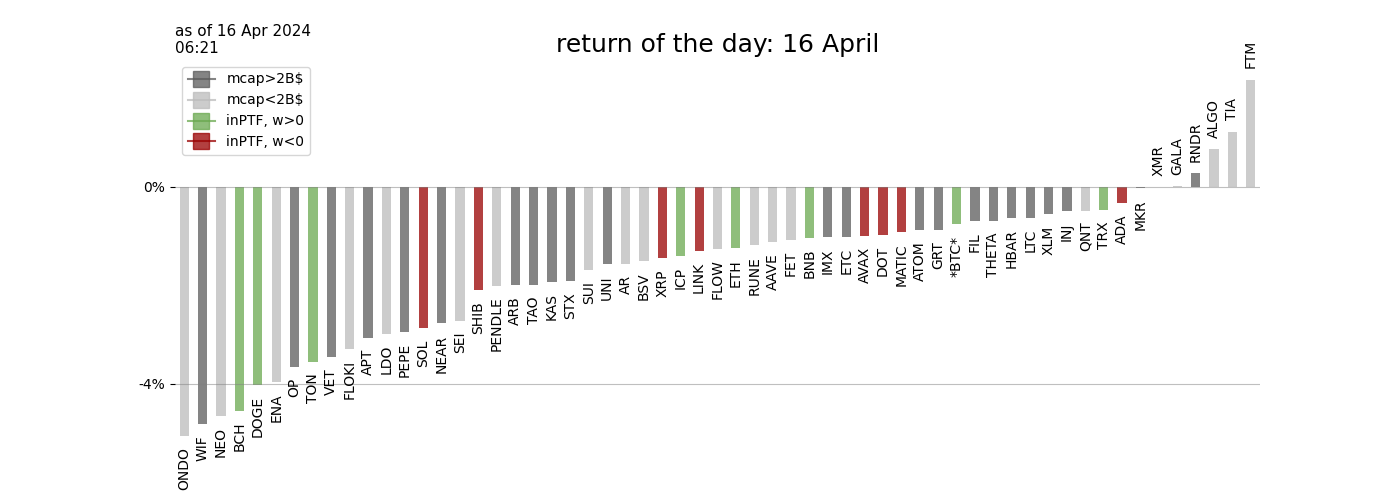 as of 16 Apr 2024
06:21
return of the day: 16 April
mcap>2B$
mcap<2B$
inPTF, w>0
inPTF, w<0
0%
-4%
ONDO
WIF
NEO
BCH
DOGE
ENA
OP
TON
VET
FLOKI
APT
LDO
PEPE
SOL
NEAR
SEI
SHIB
PENDLE
ARB
TAO
KAS
STX
SUI
UNI
AR
BSV
XRP
ICP
LINK
FLOW
ETH
RUNE
AAVE
FET
BNB
IMX
ETC
AVAX
DOT
MATIC
ATOM
GRT
*BTC*
FIL
THETA
HBAR
LTC
XLM
INJ
QNT
TRX
ADA
MKR
XMR
GALA
RNDR
ALGO
TIA
FTM